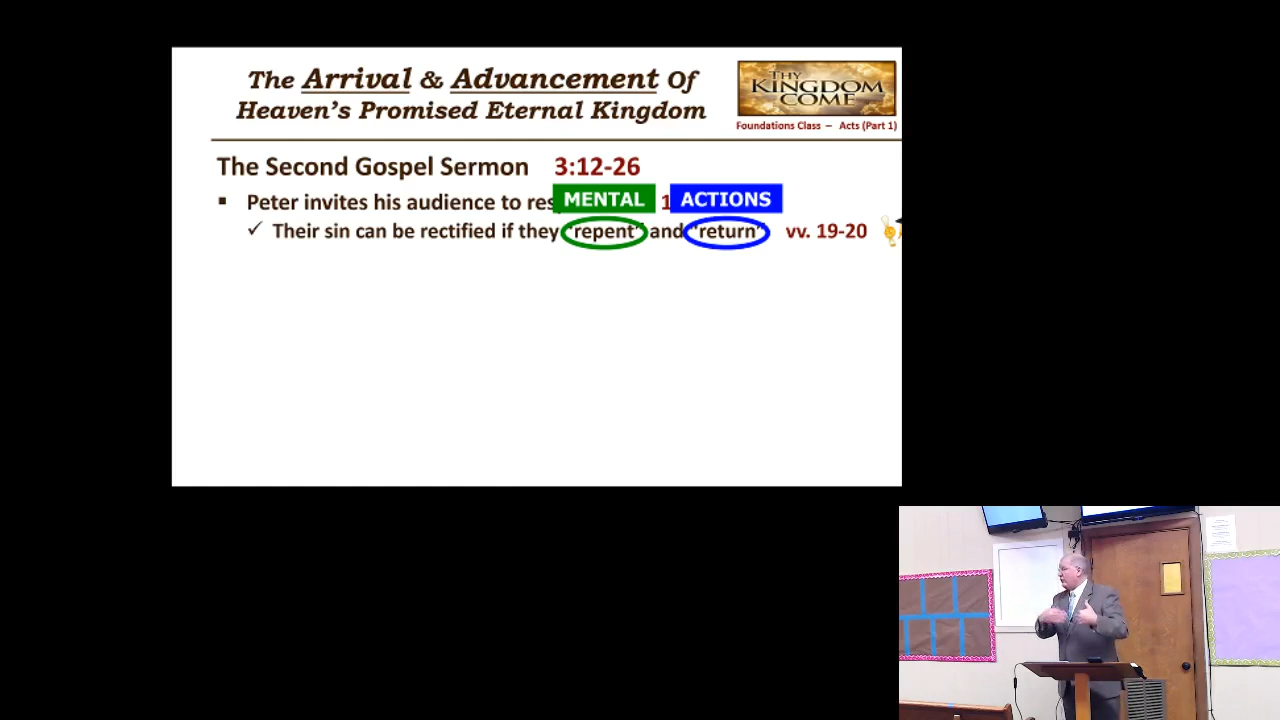 The Arrival & Advancement Of
Heaven's Promised Eternal Kingdom
THY
KINGDOM
COME
Foundations Class – Acts (Part 1)
The Second Gospel Sermon 3:12-26
Peter invites his audience to
MENTAL
ACTIONS
✓ Their sin can be rectified if they "repent" and "return" vv. 19-20